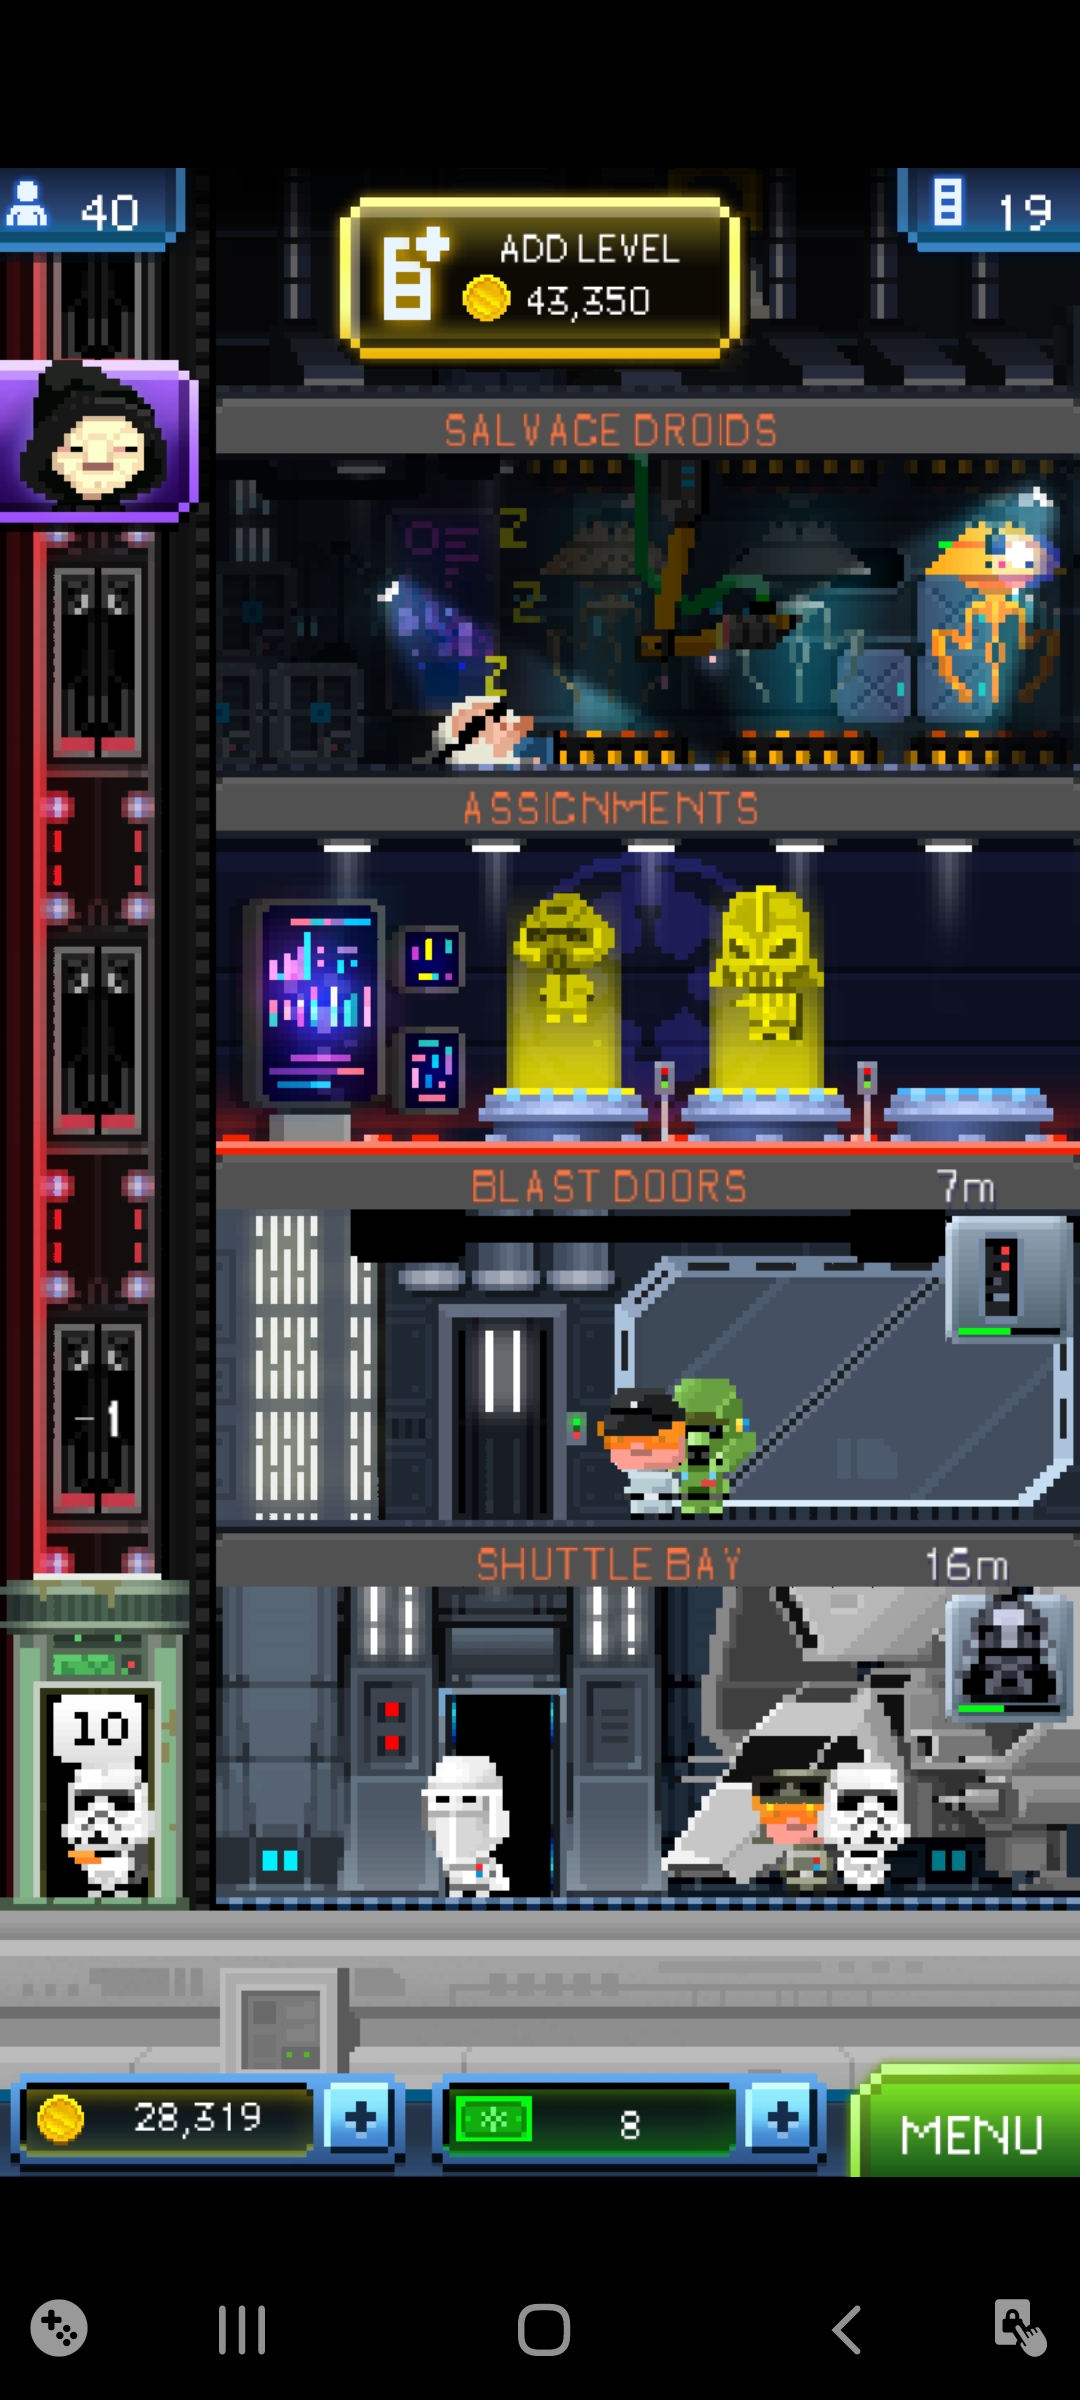 40
ADD LEVEL
43,350
19
SALVAGE DROIDS
Z
Z
Z
ASSIGNMENTS
BLAST DOORS 7m
-1
SHUTTLE BAY 16m
10
28,319
8
MENU